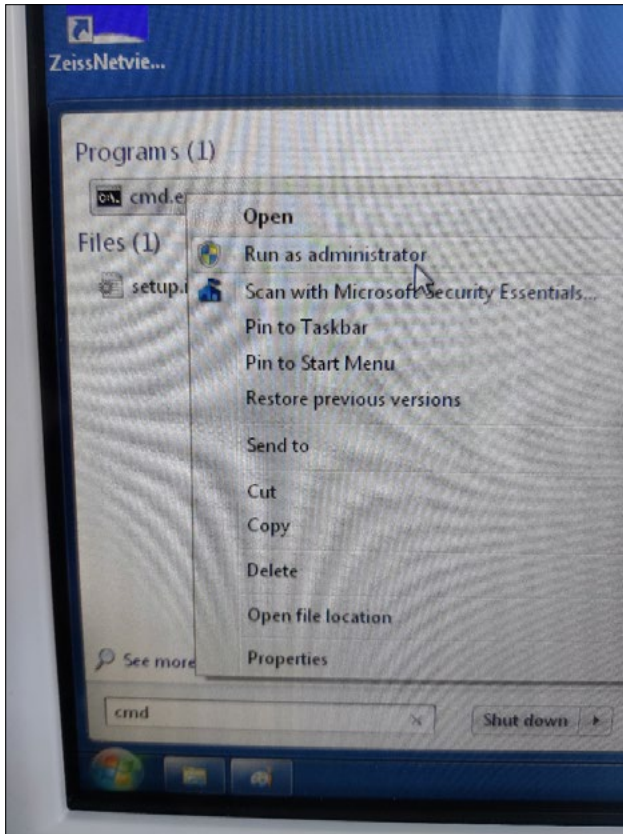 ZeissNetvie...
Programs (1)
cmd.e
Open
Files (1)
Run as administrator
setup.i
Scan with Microsoft Security Essentials...
Pin to Taskbar
Pin to Start Menu
Restore previous versions
Send to
Cut
Copy
Delete
Open file location
See more
Properties
cmd
Shut down